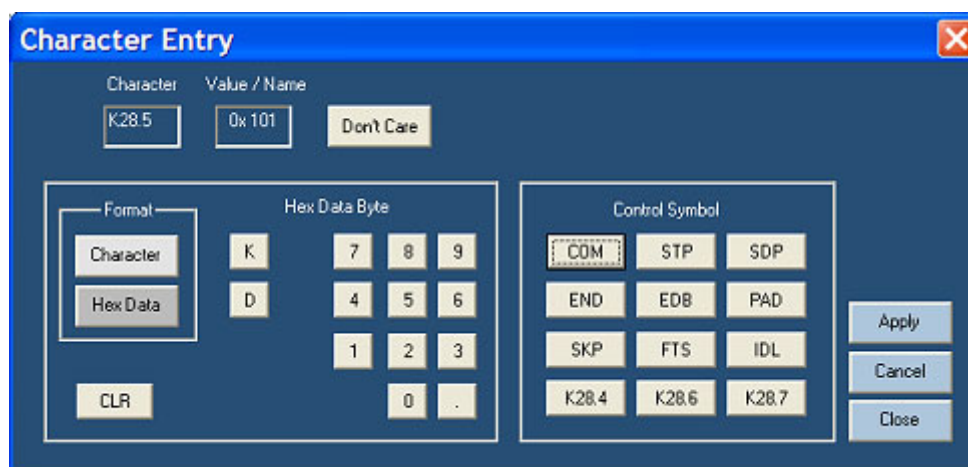 Character Entry
Character Value / Name
K28.5 0x 101 Don't Care
Format Hex Data Byte
Character K 7 8 9
Hex Data D 4 5 6
1 2 3
CLR 0 .
Control Symbol
COM STP SDP
END EDB PAD
SKP FTS IDL
K28.4 K28.6 K28.7
Apply
Cancel
Close